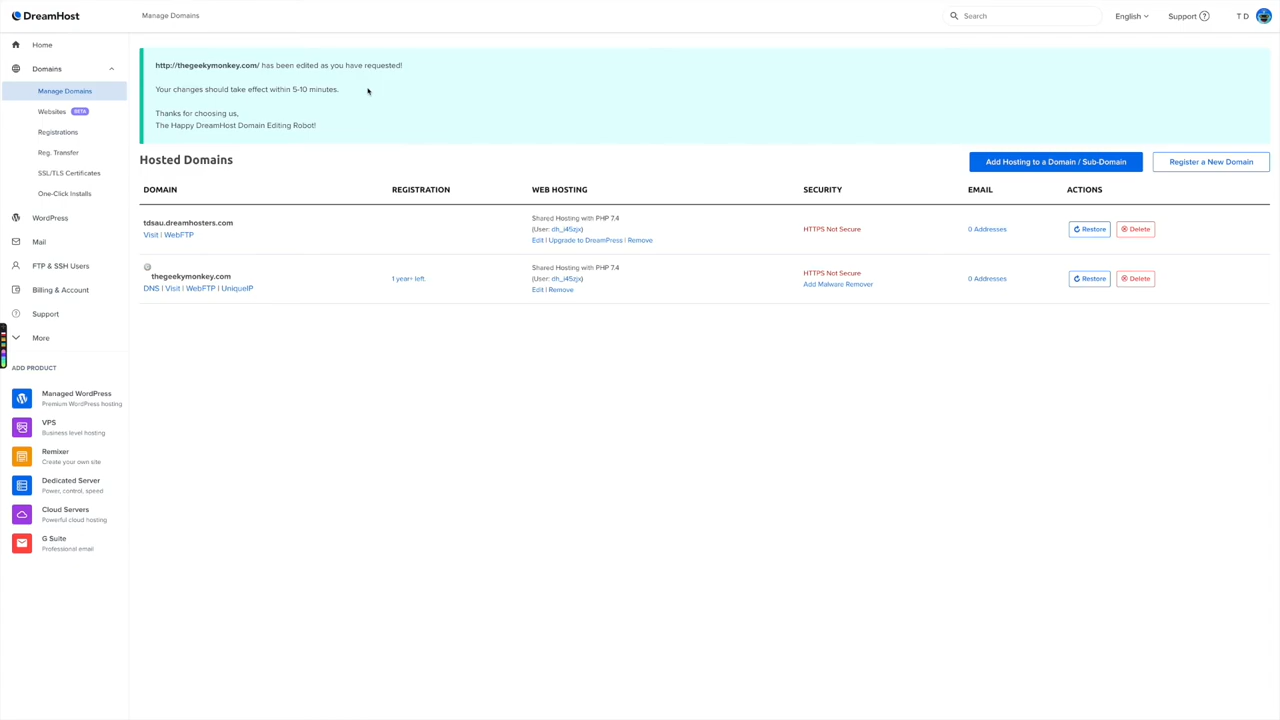 DreamHost
Manage Domains
Search
English
Support
T D
Home
Domains
Manage Domains
Websites BETA
Registrations
Reg. Transfer
SSL/TLS Certificates
One-Click Installs
WordPress
Mail
FTP & SSH Users
Billing & Account
Support
More
ADD PRODUCT
Managed WordPress
Premium WordPress hosting
VPS
Business level hosting
Remixer
Create your own site
Dedicated Server
Power, control, speed
Cloud Servers
Powerful cloud hosting
G Suite
Professional email
http://thegeekymonkey.com/ has been edited as you have requested!
Your changes should take effect within 5-10 minutes.
Thanks for choosing us,
The Happy DreamHost Domain Editing Robot!
Hosted Domains
Add Hosting to a Domain / Sub-Domain
Register a New Domain
DOMAIN REGISTRATION WEB HOSTING SECURITY EMAIL ACTIONS
tdsau.dreamhosters.com
Visit | WebFTP
Shared Hosting with PHP 7.4
(User: dh_i45zjx)
Edit | Upgrade to DreamPress | Remove
HTTPS Not Secure
0 Addresses
Restore
Delete
thegeekymonkey.com
DNS | Visit | WebFTP | UniqueIP
1 year+ left.
Shared Hosting with PHP 7.4
(User: dh_i45zjx)
Edit | Remove
HTTPS Not Secure
Add Malware Remover
0 Addresses
Restore
Delete